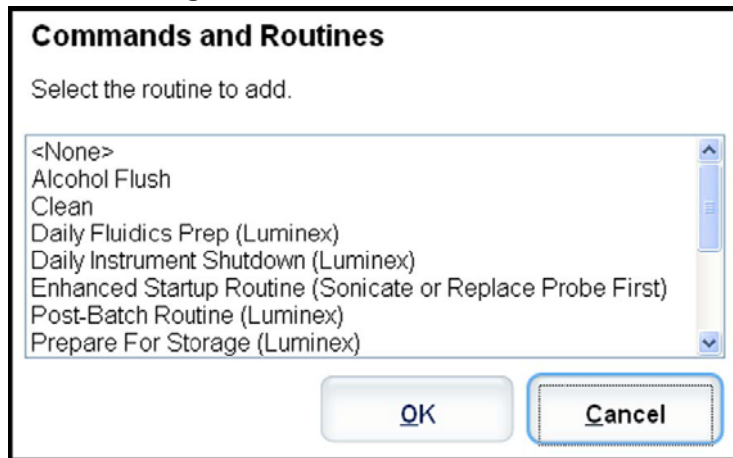 Commands and Routines
Select the routine to add.
<None>
Alcohol Flush
Clean
Daily Fluidics Prep (Luminex)
Daily Instrument Shutdown (Luminex)
Enhanced Startup Routine (Sonicate or Replace Probe First)
Post-Batch Routine (Luminex)
Prepare For Storage (Luminex)
OK
Cancel